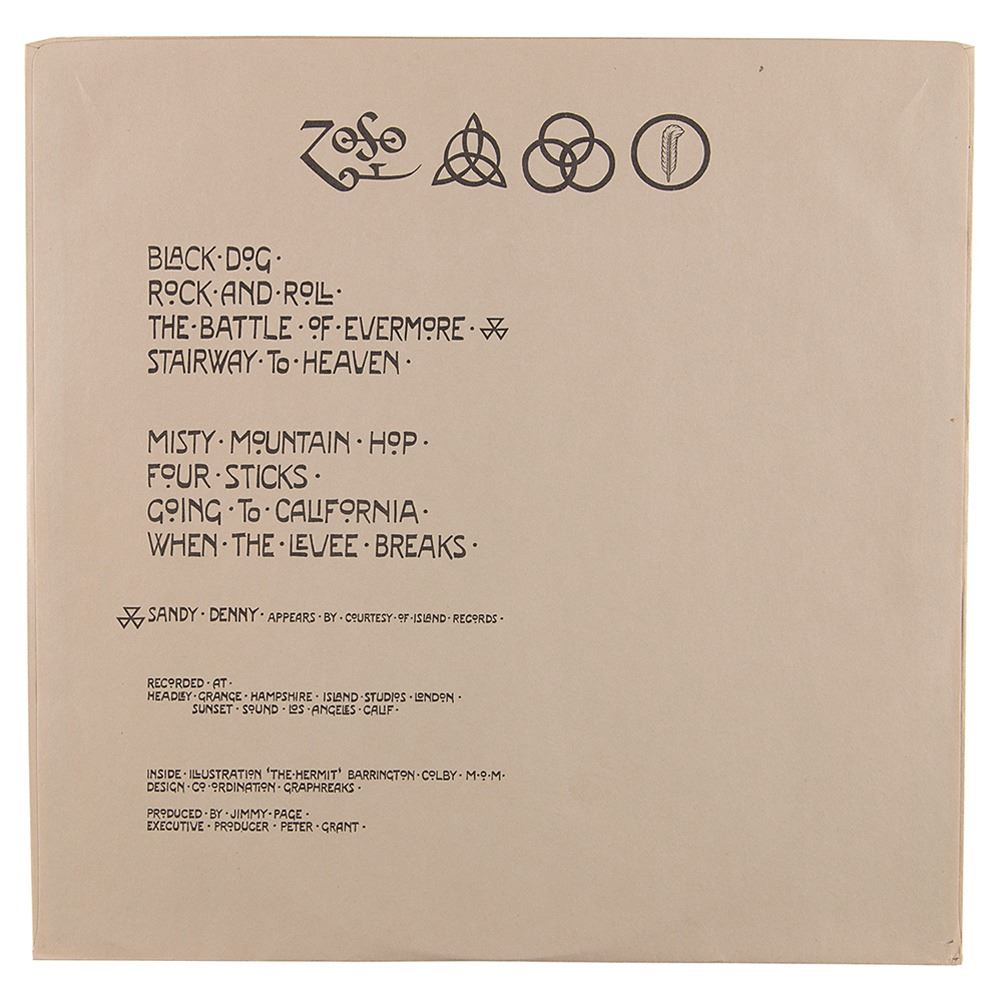 ZoSo
BLACK·DOG·
ROCK·AND·ROLL·
THE·BATTLE·OF·EVERMORE·
STAIRWAY·TO·HEAVEN·
MISTY·MOUNTAIN·HOP·
FOUR·STICKS·
GOING·TO·CALIFORNIA·
WHEN·THE·LEVEE·BREAKS·
SANDY·DENNY·APPEARS·BY·COURTESY·OF·ISLAND·RECORDS·
RECORDED·AT·
HEADLEY·GRANGE·HAMPSHIRE·ISLAND·STUDIOS·LONDON·
SUNSET·SOUND·LOS·ANGELES·CALIF·
INSIDE·ILLUSTRATION 'THE·HERMIT' BARRINGTON·COLBY·M·O·M·
DESIGN·CO·ORDINATION·GRAPHREAKS·
PRODUCED·BY·JIMMY·PAGE·
EXECUTIVE·PRODUCER·PETER·GRANT·